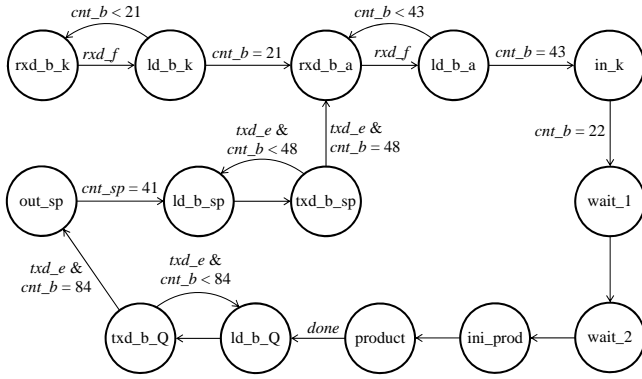 cnt_b < 21
cnt_b < 43
rxd_b_k
rxd_f
ld_b_k
cnt_b = 21
rxd_b_a
rxd_f
ld_b_a
cnt_b = 43
in_k
txd_e &
cnt_b < 48
txd_e &
cnt_b = 48
cnt_b = 22
out_sp
cnt_sp = 41
ld_b_sp
txd_b_sp
wait_1
txd_e &
cnt_b = 84
txd_e &
cnt_b < 84
txd_b_Q
ld_b_Q
done
product
ini_prod
wait_2